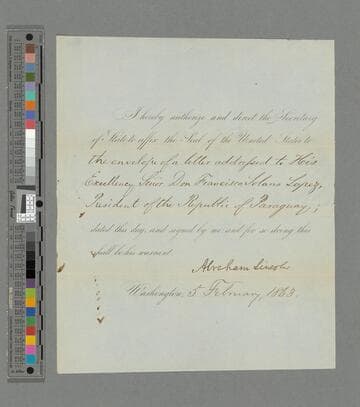 I hereby authorize and direct the Secretary
of State to affix the Seal of the United States to
the envelope of a letter addressed to His
Excellency Señor Don Francisco Solano Lopez,
President of the Republic of Paraguay;
dated this day, and signed by me and for so doing this
shall be his warrant.
Abraham Lincoln
Washington, 5 February, 1863.